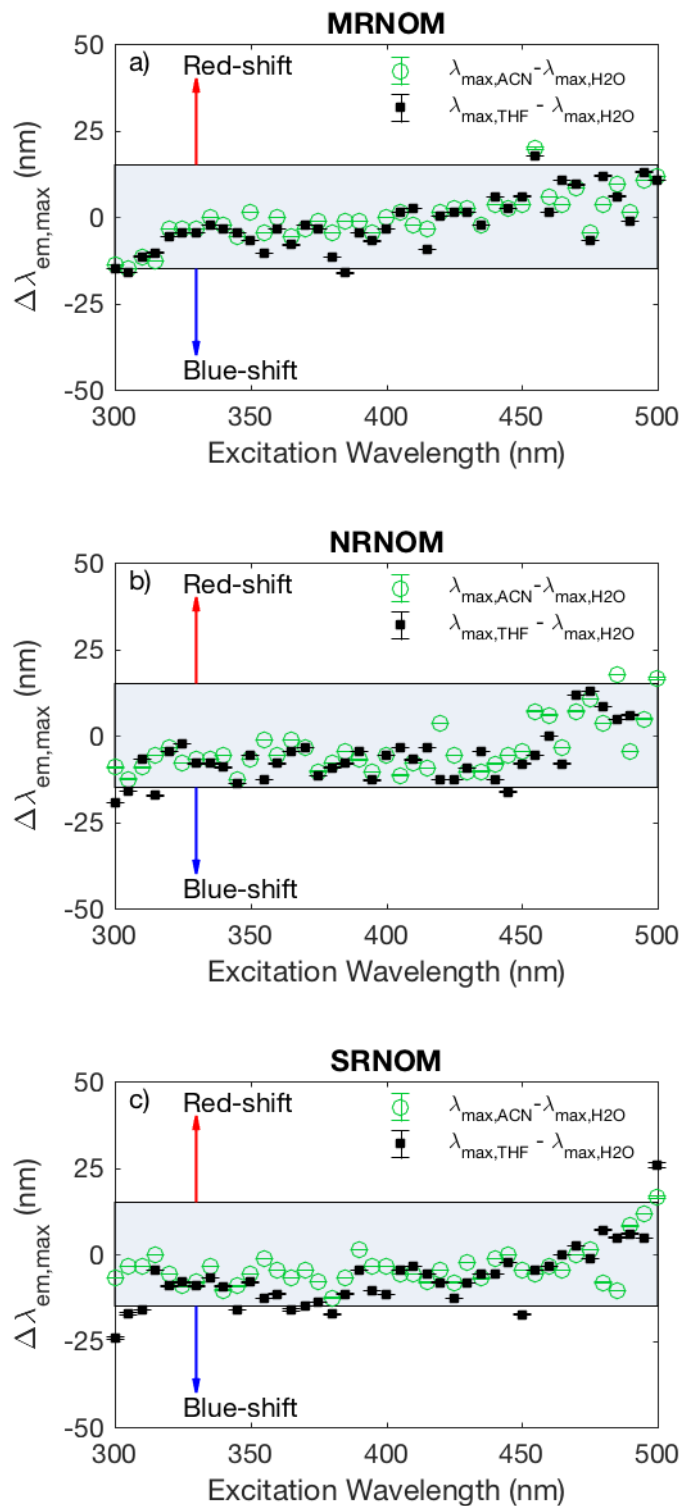 MRNOM
a)
Red-shift
λmax,ACN-λmax,H2O
λmax,THF - λmax,H2O
Blue-shift
Δλem,max (nm)
50
25
0
-25
-50
300 350 400 450 500
Excitation Wavelength (nm)
NRNOM
b)
Red-shift
λmax,ACN-λmax,H2O
λmax,THF - λmax,H2O
Blue-shift
Δλem,max (nm)
50
25
0
-25
-50
300 350 400 450 500
Excitation Wavelength (nm)
SRNOM
c)
Red-shift
λmax,ACN-λmax,H2O
λmax,THF - λmax,H2O
Blue-shift
Δλem,max (nm)
50
25
0
-25
-50
300 350 400 450 500
Excitation Wavelength (nm)